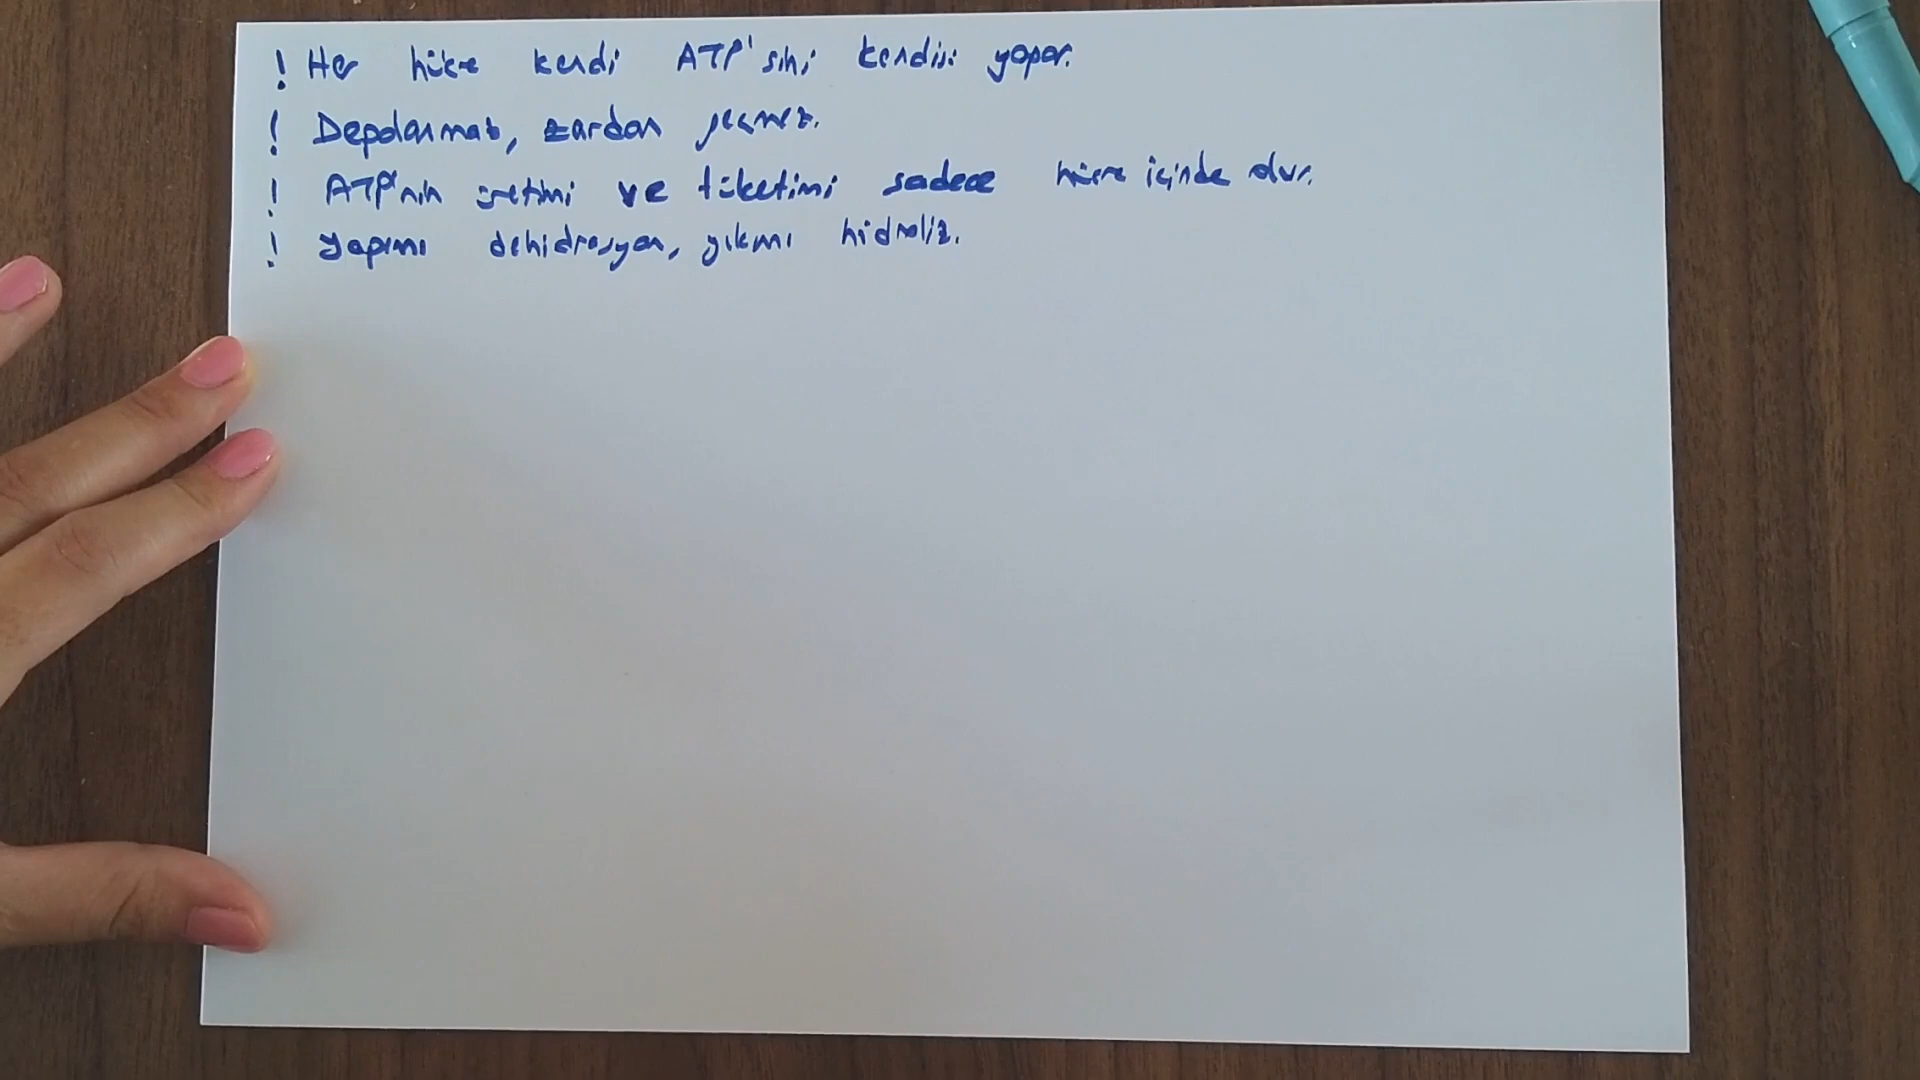 ! Her hücre kendi ATP'sini kendisi yapar.
! Depolanmaz, zardan geçmez.
! ATP'nin üretimi ve tüketimi sadece hücre içinde olur.
! Yapımı dehidrasyon, yıkımı hidroliz.